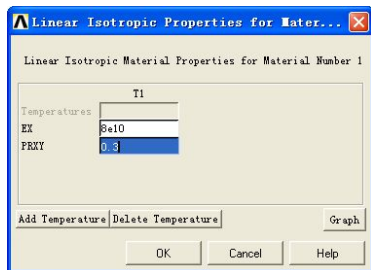 Linear Isotropic Properties for Mater...
Linear Isotropic Material Properties for Material Number 1
T1
Temperatures
EX 8e10
PRXY 0.3
Add Temperature Delete Temperature Graph
OK Cancel Help